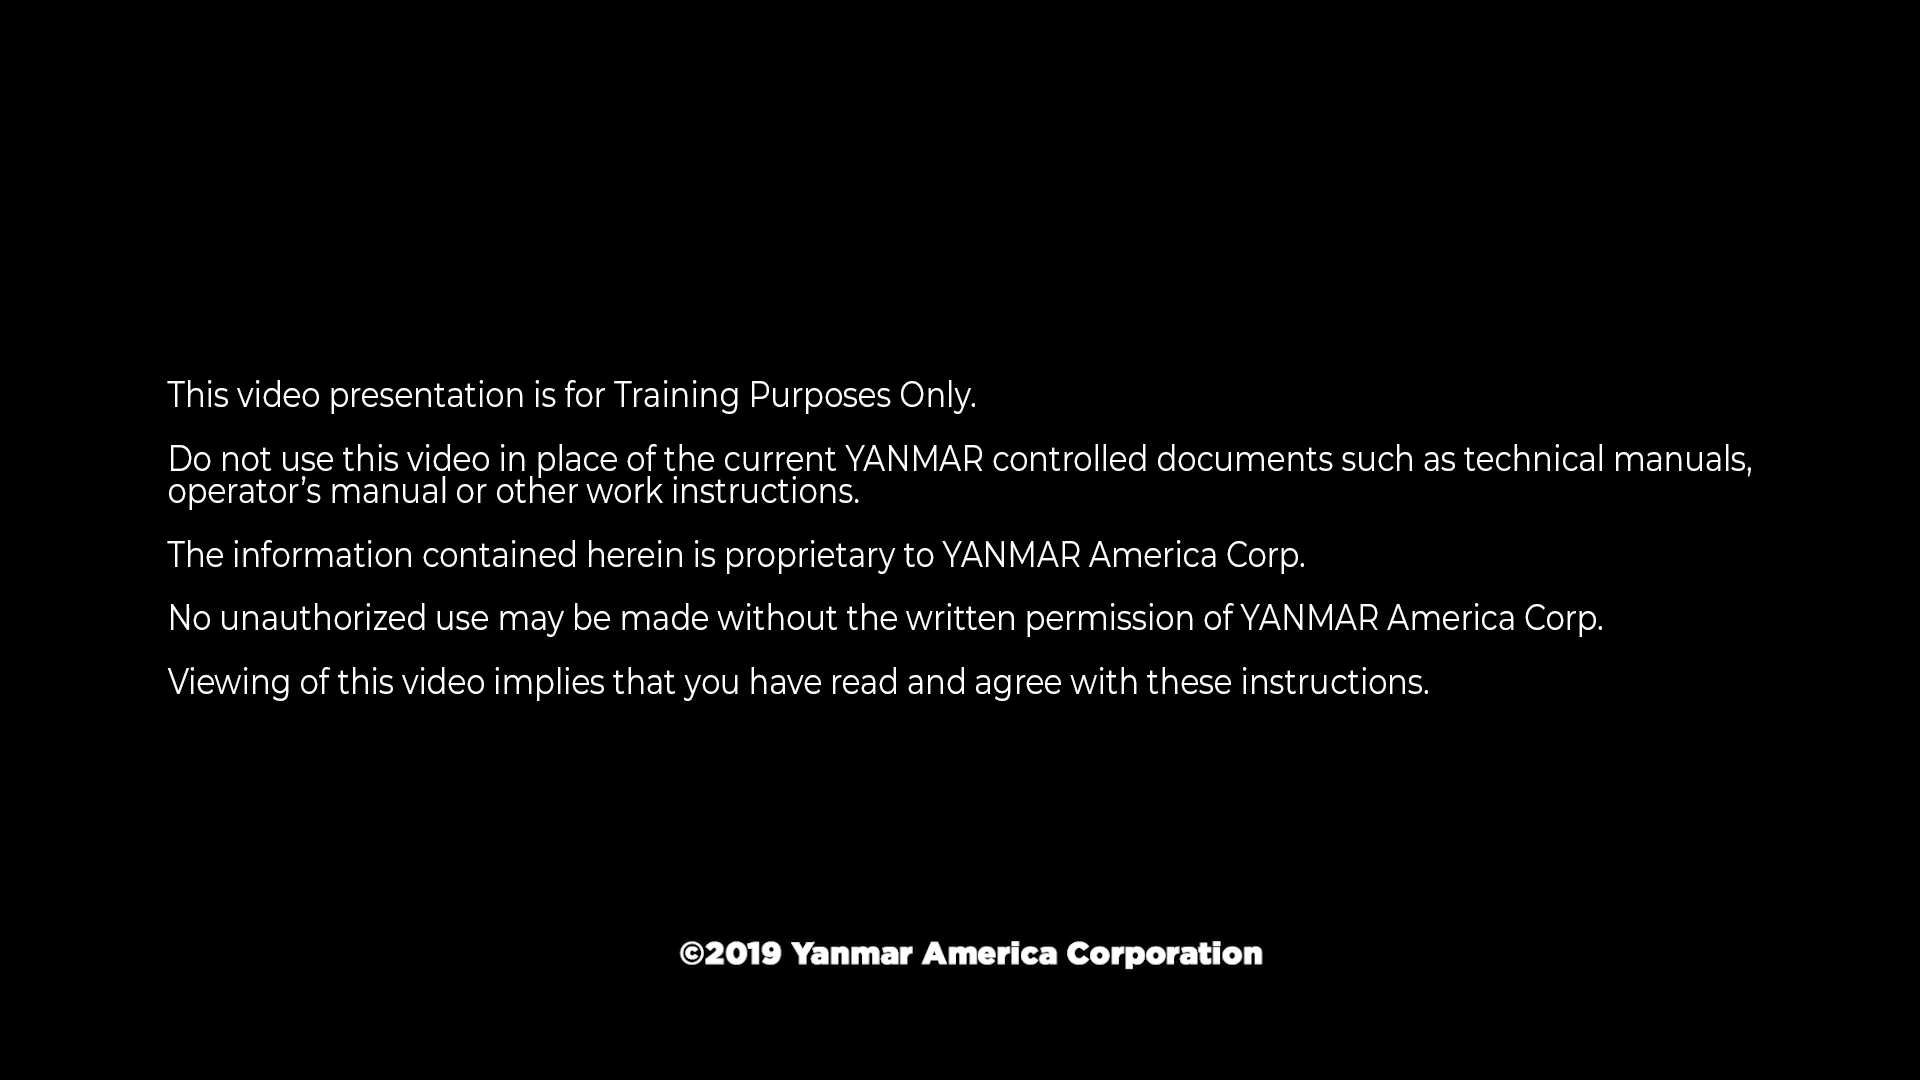 This video presentation is for Training Purposes Only.
Do not use this video in place of the current YANMAR controlled documents such as technical manuals,
operator’s manual or other work instructions.
The information contained herein is proprietary to YANMAR America Corp.
No unauthorized use may be made without the written permission of YANMAR America Corp.
Viewing of this video implies that you have read and agree with these instructions.
©2019 Yanmar America Corporation